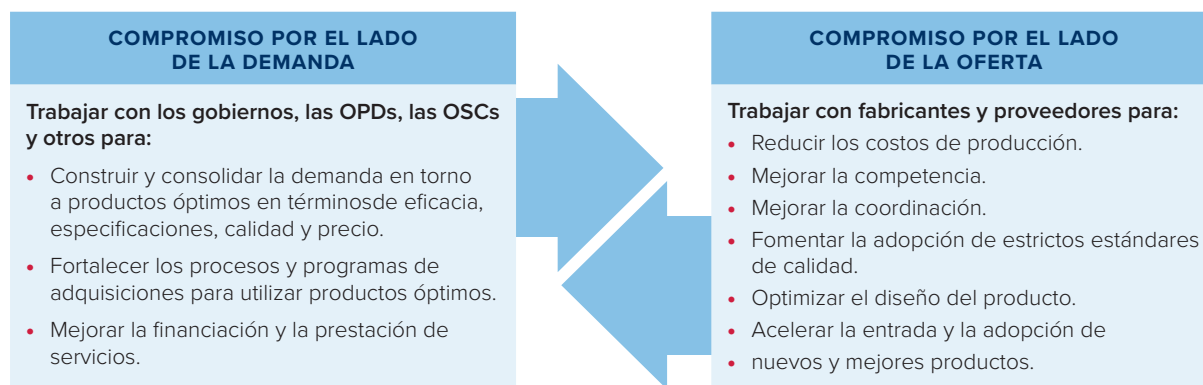 COMPROMISO POR EL LADO
DE LA DEMANDA
Trabajar con los gobiernos, las OPDs, las OSCs
y otros para:
• Construir y consolidar la demanda en torno
a productos óptimos en términosde eficacia,
especificaciones, calidad y precio.
• Fortalecer los procesos y programas de
adquisiciones para utilizar productos óptimos.
• Mejorar la financiación y la prestación de
servicios.
COMPROMISO POR EL LADO
DE LA OFERTA
Trabajar con fabricantes y proveedores para:
• Reducir los costos de producción.
• Mejorar la competencia.
• Mejorar la coordinación.
• Fomentar la adopción de estrictos estándares
de calidad.
• Optimizar el diseño del producto.
• Acelerar la entrada y la adopción de
• nuevos y mejores productos.